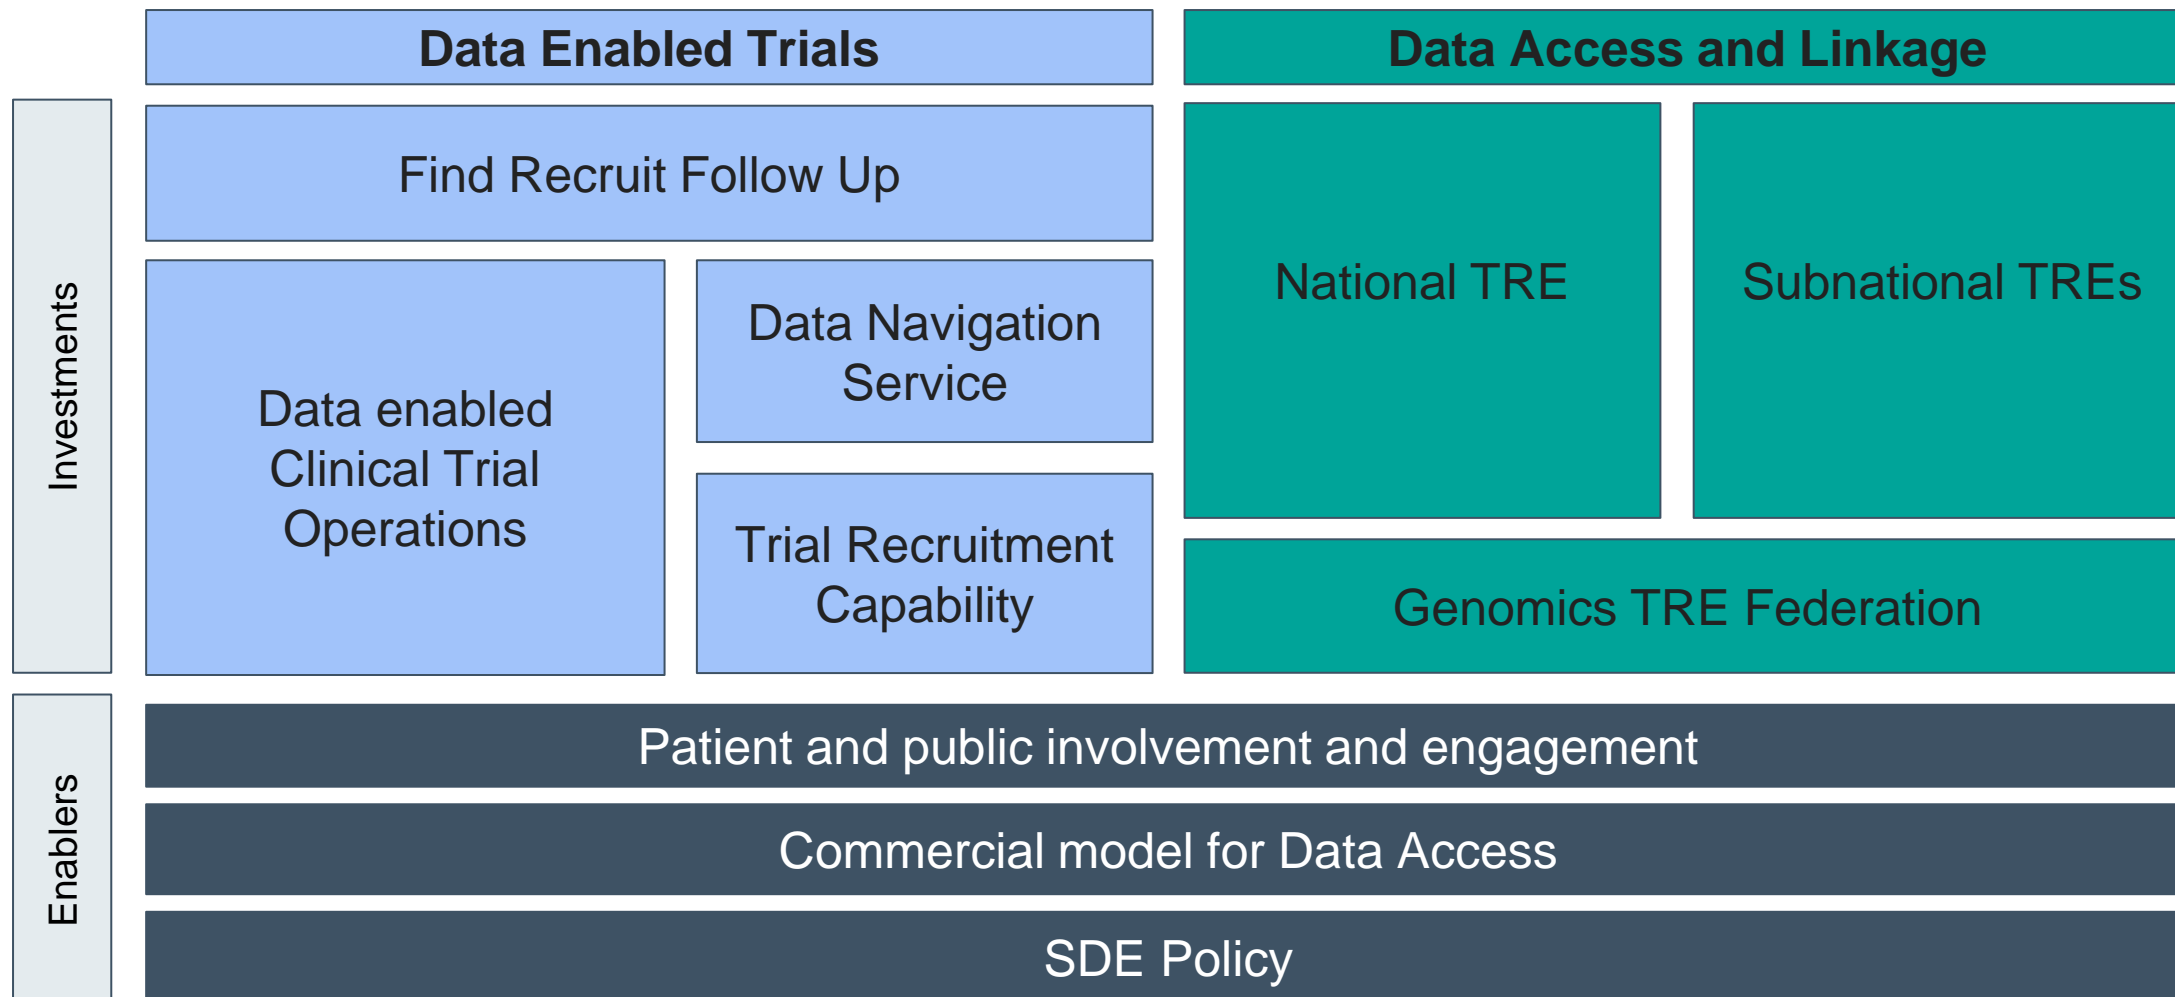 Data Enabled Trials
Data Access and Linkage
Investments
Find Recruit Follow Up
Data enabled
Clinical Trial
Operations
Data Navigation
Service
Trial Recruitment
Capability
National TRE
Subnational TREs
Genomics TRE Federation
Enablers
Patient and public involvement and engagement
Commercial model for Data Access
SDE Policy